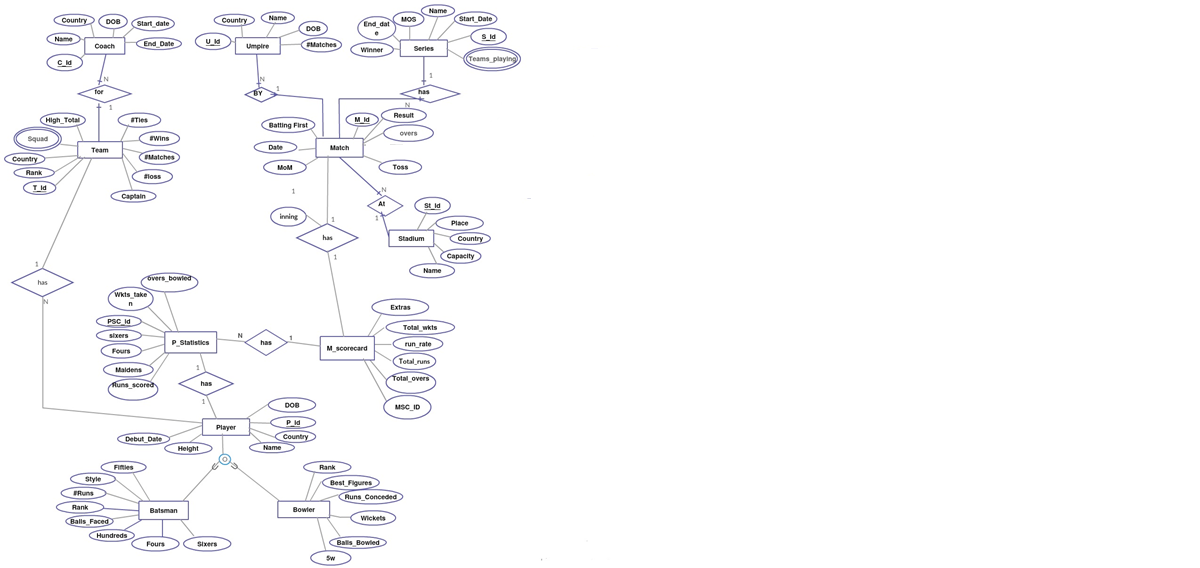 Country
DOB
Start_date
Name
Coach
End_Date
C_Id
N
for
1
Country
Name
DOB
U_Id
Umpire
#Matches
N
BY
1
End_dat
e
MOS
Name
Start_Date
S_Id
Winner
Series
Teams_playing
1
has
N
High_Total
#Ties
Squad
#Wins
Team
#Matches
Country
Rank
#loss
T_Id
Captain
Batting First
M_Id
Result
overs
Date
Match
MoM
Toss
N
At
1
1
inning
1
has
1
St_Id
Place
Stadium
Country
Capacity
Name
1
has
N
overs_bowled
Wkts_take
n
PSC_id
sixers
P_Statistics
Fours
Maidens
Runs_scored
N
has
1
Extras
Total_wkts
M_scorecard
run_rate
Total_runs
Total_overs
MSC_ID
1
has
1
DOB
P_Id
Player
Country
Debut_Date
Height
Name
Fifties
Style
#Runs
Rank
Batsman
Balls_Faced
Hundreds
Fours
Sixers
Rank
Best_Figures
Runs_Conceded
Bowler
Wickets
Balls_Bowled
5w